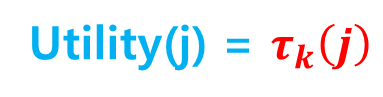 Utility(j) = τₖ(j)